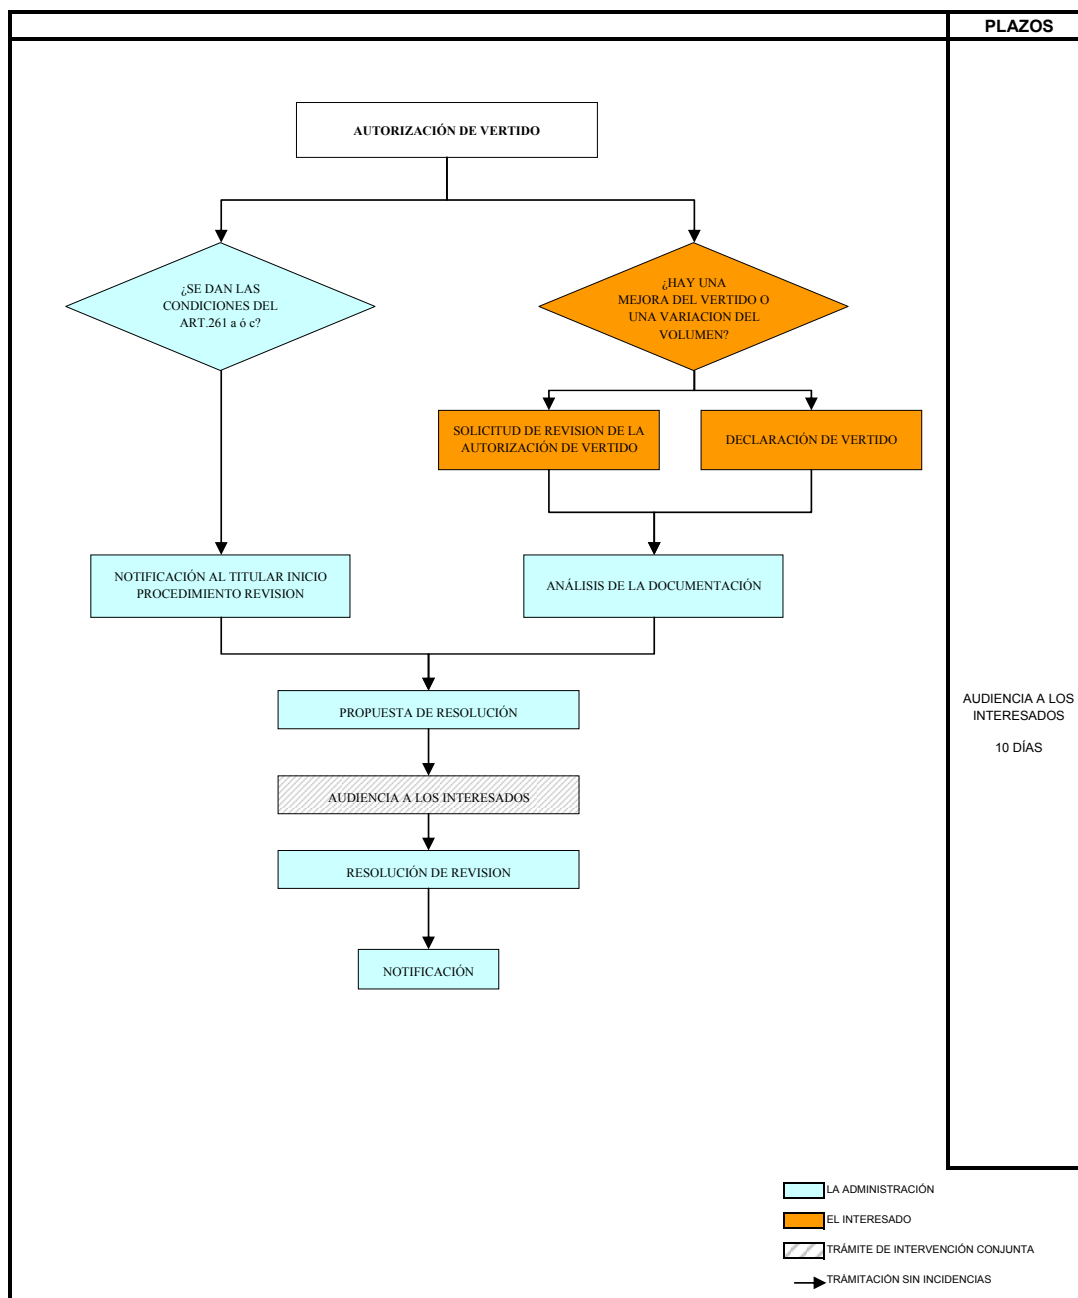 PLAZOS
AUTORIZACIÓN DE VERTIDO
¿SE DAN LAS
CONDICIONES DEL
ART.261 a ó c?
¿HAY UNA
MEJORA DEL VERTIDO O
UNA VARIACION DEL
VOLUMEN?
SOLICITUD DE REVISION DE LA
AUTORIZACIÓN DE VERTIDO
DECLARACIÓN DE VERTIDO
NOTIFICACIÓN AL TITULAR INICIO
PROCEDIMIENTO REVISION
ANÁLISIS DE LA DOCUMENTACIÓN
PROPUESTA DE RESOLUCIÓN
AUDIENCIA A LOS INTERESADOS
RESOLUCIÓN DE REVISION
NOTIFICACIÓN
AUDIENCIA A LOS
INTERESADOS
10 DÍAS
LA ADMINISTRACIÓN
EL INTERESADO
TRÁMITE DE INTERVENCIÓN CONJUNTA
TRÁMITACIÓN SIN INCIDENCIAS